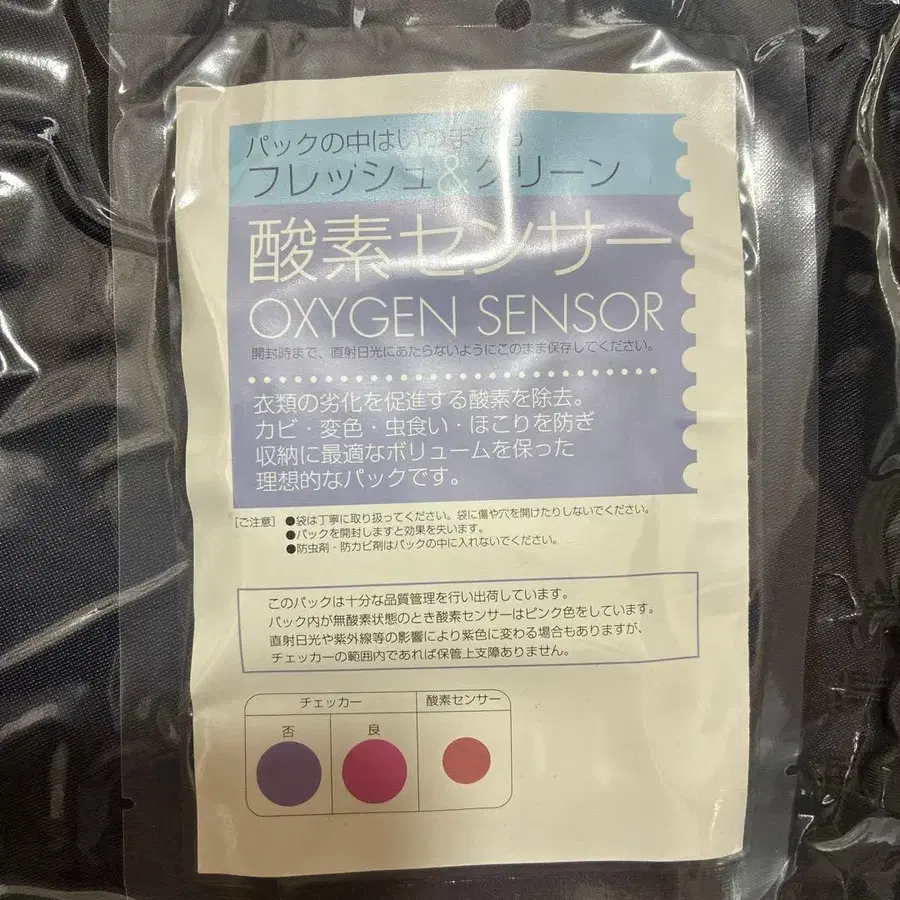 パックの中はいつまでも
フレッシュ&クリーン
酸素センサー
OXYGEN SENSOR
開封時まで、直射日光にあたらないようにこのまま保存してください。
衣類の劣化を促進する酸素を除去。
カビ・変色・虫食い・ほこりを防ぎ
収納に最適なボリュームを保った
理想的なパックです。
[ご注意] ●袋は丁寧に取り扱ってください。袋に傷や穴を開けたりしないでください。
●パックを開封しますと効果を失います。
●防虫剤・防カビ剤はパックの中に入れないでください。
このパックは十分な品質管理を行い出荷しています。
パック内が無酸素状態のとき酸素センサーはピンク色をしています。
直射日光や紫外線等の影響により紫色に変わる場合もありますが、
チェッカーの範囲内であれば保管上支障ありません。
チェッカー 酸素センサー
否 良